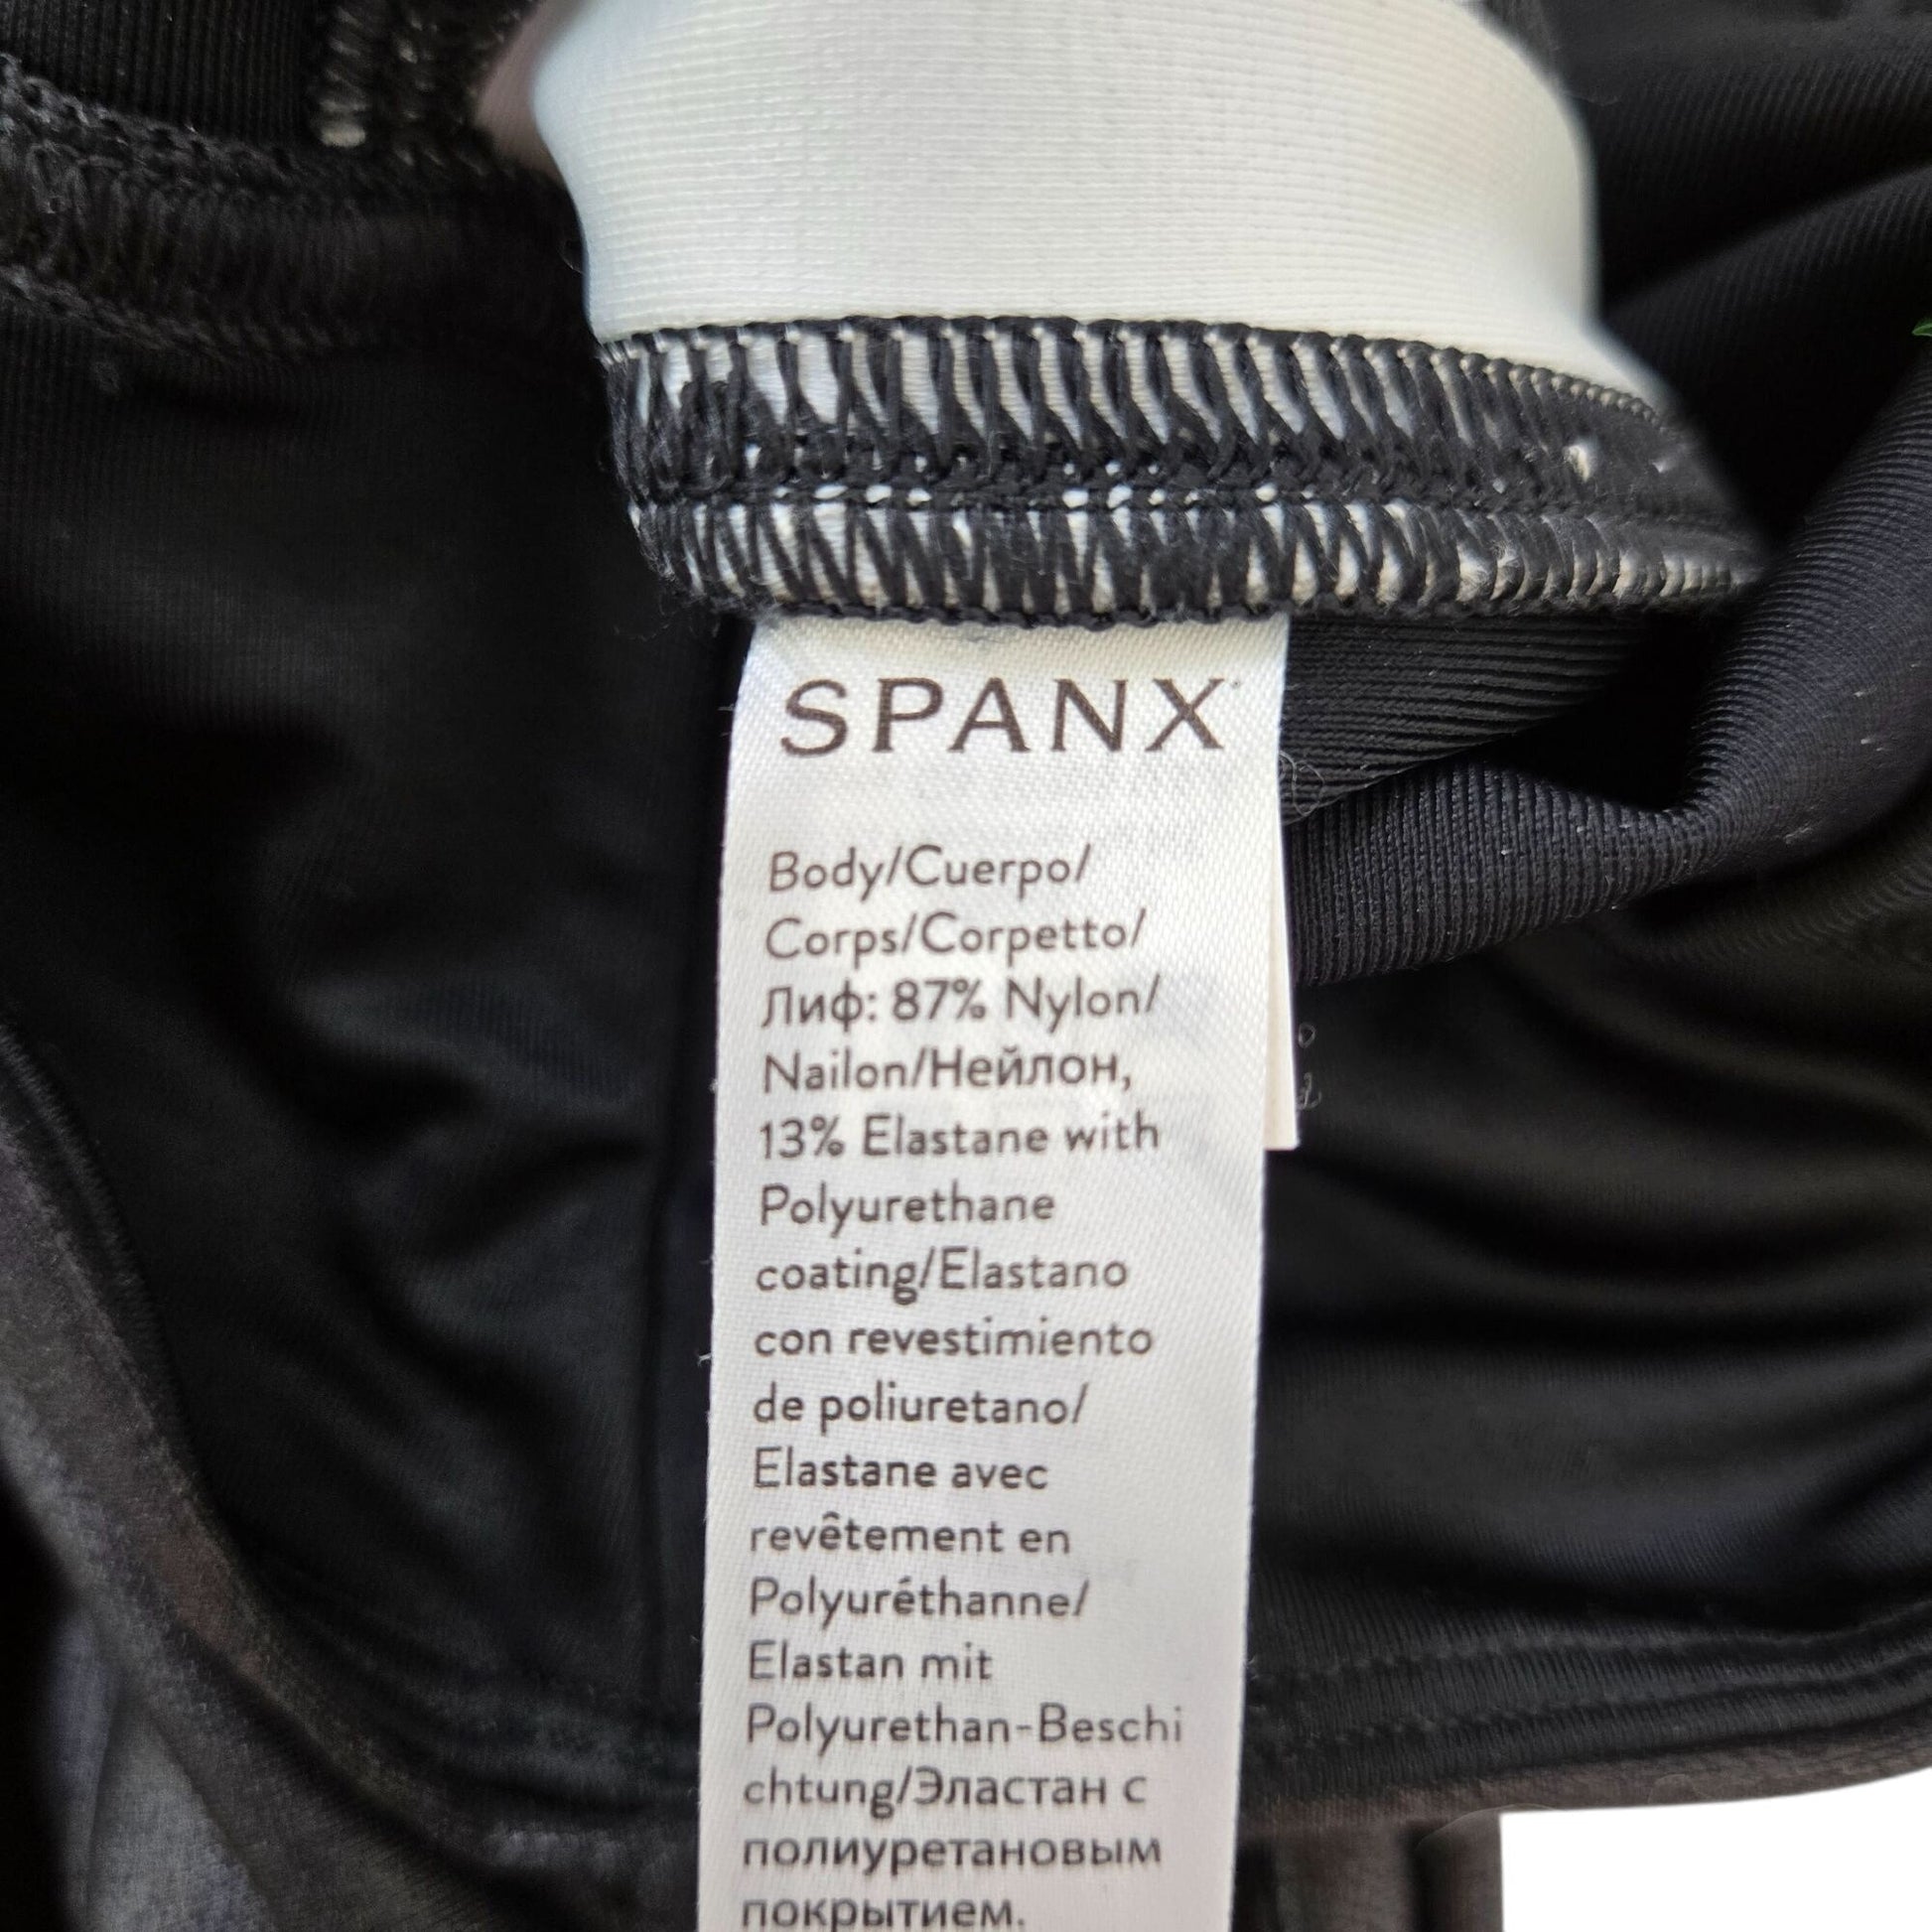 SPANX
Body/Cuerpo/
Corps/Corpetto/
Лиф: 87% Nylon/
Nailon/Нейлон,
13% Elastane with
Polyurethane
coating/Elastano
con revestimiento
de poliuretano/
Elastane avec
revêtement en
Polyuréthanne/
Elastan mit
Polyurethan-Beschi
chtung/Эластан с
полиуретановым
покрытием.